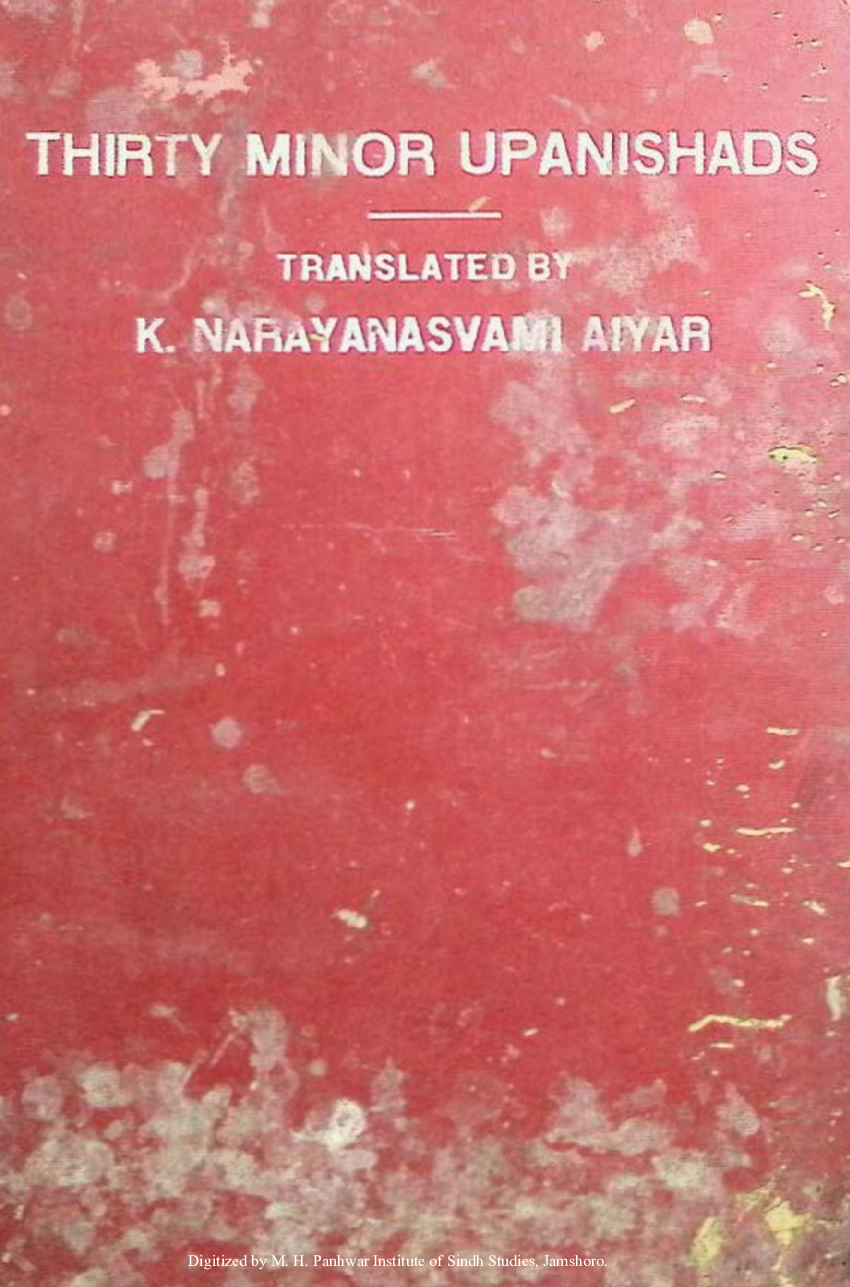 THIRTY MINOR UPANISHADS
TRANSLATED BY
K. NARAYANASVAMI AIYAR
Digitized by M. H. Panhwar Institute of Sindh Studies, Jamshoro.